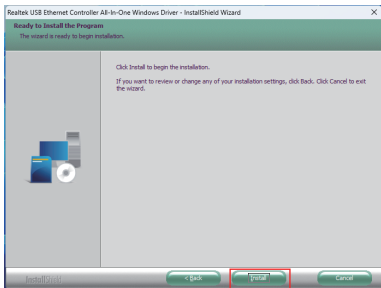 Realtek USB Ethernet Controller All-In-One Windows Driver - InstallShield Wizard
Ready to Install the Program
The wizard is ready to begin installation.
Click Install to begin the installation.
If you want to review or change any of your installation settings, click Back. Click Cancel to exit
the wizard.
InstallShield
< Back
Install
Cancel